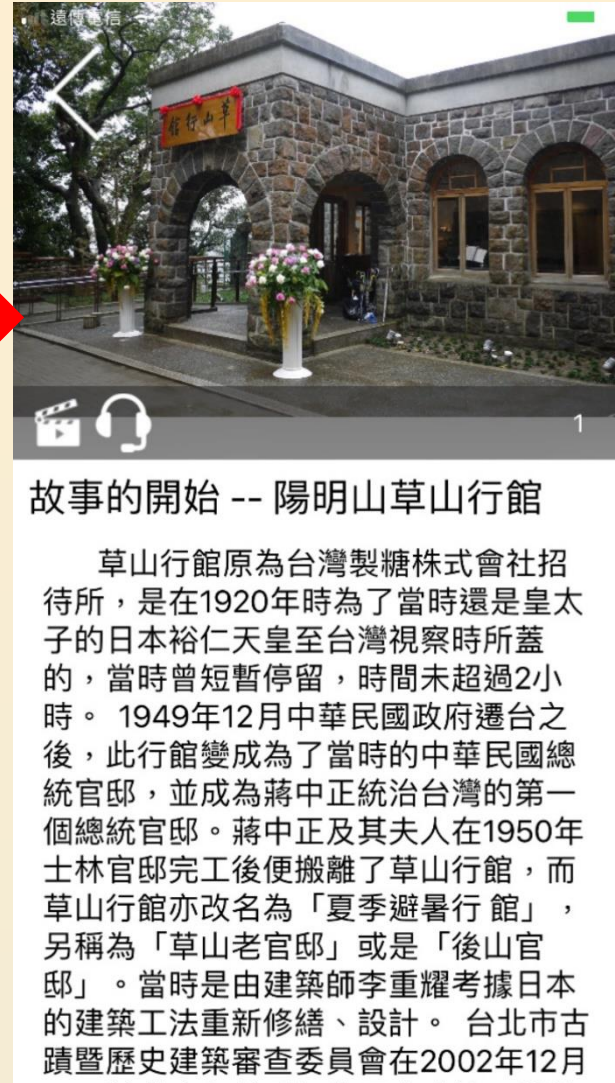 遠傳電信
草山行館
1
故事的開始 -- 陽明山草山行館
草山行館原為台灣製糖株式會社招
待所，是在1920年時為了當時還是皇太
子的日本裕仁天皇至台灣視察時所蓋
的，當時曾短暫停留，時間未超過2小
時。 1949年12月中華民國政府遷台之
後，此行館變成為了當時的中華民國總
統官邸，並成為蔣中正統治台灣的第一
個總統官邸。蔣中正及其夫人在1950年
士林官邸完工後便搬離了草山行館，而
草山行館亦改名為「夏季避暑行 館」，
另稱為「草山老官邸」或是「後山官
邸」。當時是由建築師李重耀考據日本
的建築工法重新修繕、設計。 台北市古
蹟暨歷史建築審查委員會在2002年12月